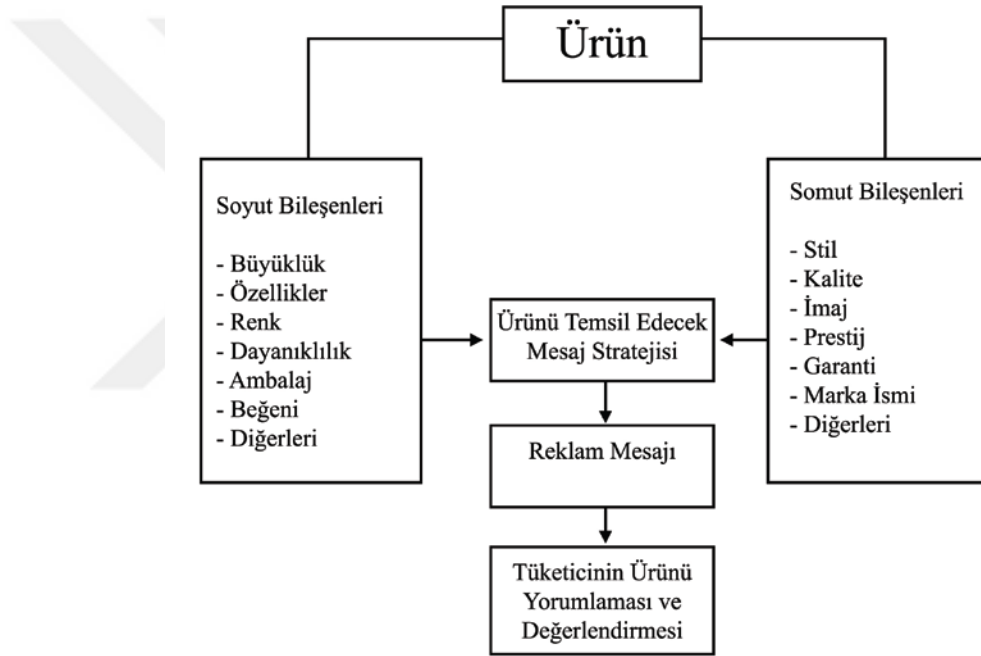 Ürün
Soyut Bileşenleri
- Büyüklük
- Özellikler
- Renk
- Dayanıklılık
- Ambalaj
- Beğeni
- Diğerleri
Somut Bileşenleri
- Stil
- Kalite
- İmaj
- Prestij
- Garanti
- Marka İsmi
- Diğerleri
Ürünü Temsil Edecek
Mesaj Stratejisi
Reklam Mesajı
Tüketicinin Ürünü
Yorumlaması ve
Değerlendirmesi